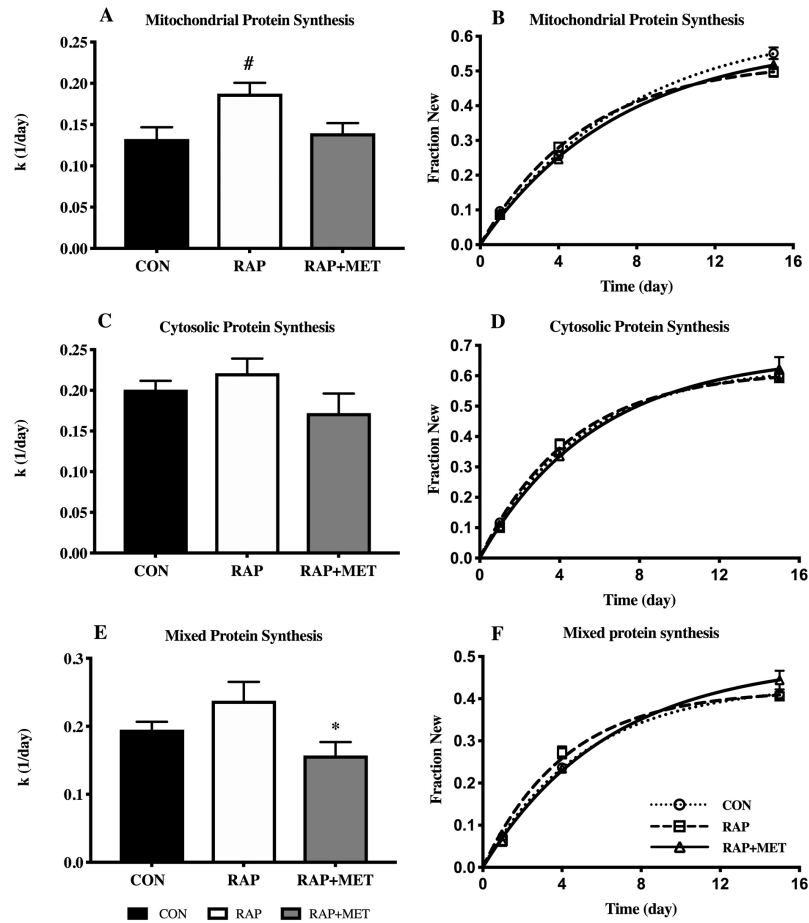 A
Mitochondrial Protein Synthesis
k (1/day)
0.25
0.20
0.15
0.10
0.05
0.00
#
CON
RAP
RAP+MET
B
Mitochondrial Protein Synthesis
Fraction New
0.6
0.5
0.4
0.3
0.2
0.1
0.0
0
4
8
12
16
Time (day)
C
Cytosolic Protein Synthesis
k (1/day)
0.25
0.20
0.15
0.10
0.05
0.00
CON
RAP
RAP+MET
D
Cytosolic Protein Synthesis
Fraction New
0.7
0.6
0.5
0.4
0.3
0.2
0.1
0.0
0
4
8
12
16
Time (day)
E
Mixed Protein Synthesis
k (1/day)
0.3
0.2
0.1
0.0
*
CON
RAP
RAP+MET
F
Mixed protein synthesis
Fraction New
0.5
0.4
0.3
0.2
0.1
0.0
0
4
8
12
16
Time (day)
CON
RAP
RAP+MET
CON
RAP
RAP+MET